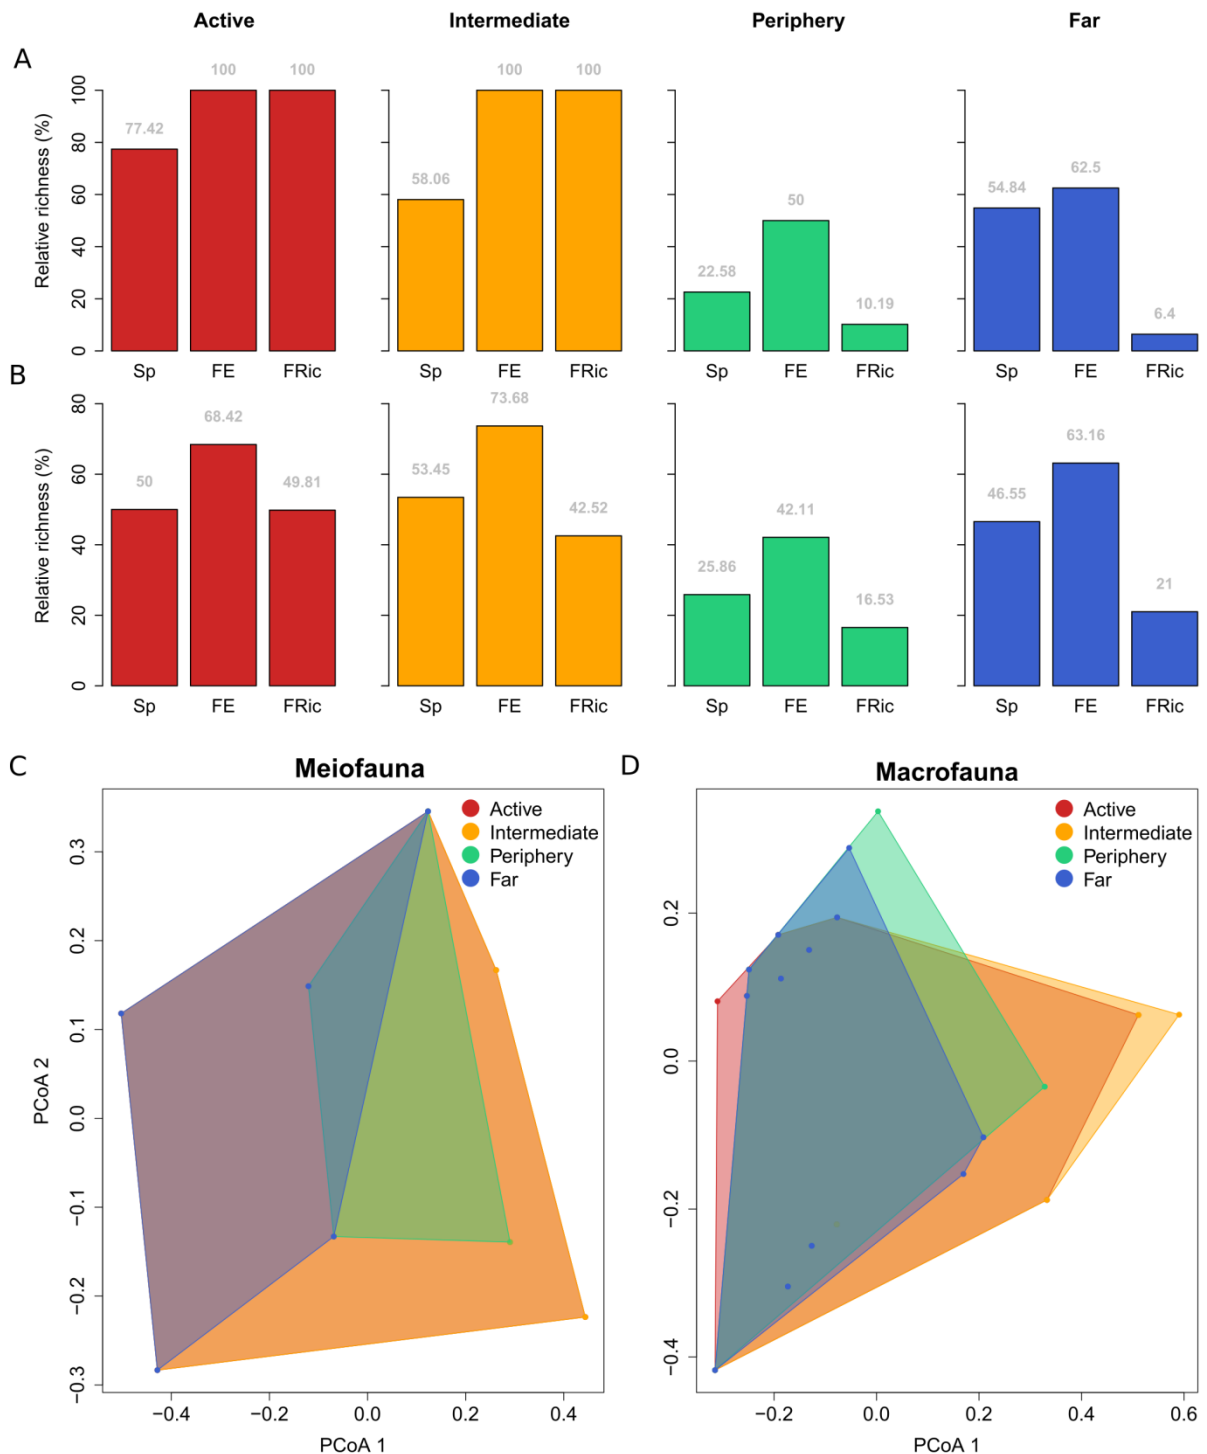 Active Intermediate Periphery Far
A
Relative richness (%)
0 20 40 60 80 100
77.42 100 100
58.06 100 100
22.58 50 10.19
54.84 62.5 6.4
Sp FE FRic Sp FE FRic Sp FE FRic Sp FE FRic
B
Relative richness (%)
0 20 40 60 80
50 68.42 49.81
53.45 73.68 42.52
25.86 42.11 16.53
46.55 63.16 21
Sp FE FRic Sp FE FRic Sp FE FRic Sp FE FRic
C
Meiofauna
Active
Intermediate
Periphery
Far
PCoA 2
0.3
0.2
0.1
0.0
−0.1
−0.2
−0.3
−0.4 −0.2 0.0 0.2 0.4
PCoA 1
D
Macrofauna
Active
Intermediate
Periphery
Far
0.2
0.0
−0.2
−0.4
−0.2 0.0 0.2 0.4 0.6
PCoA 1